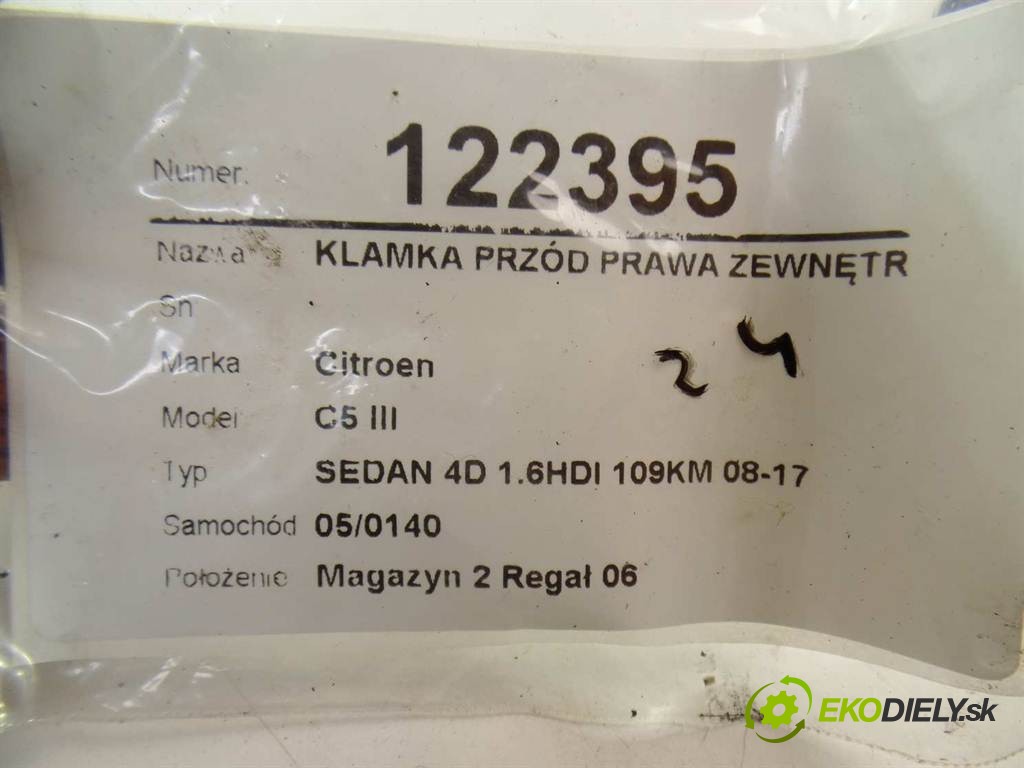 Numer: 122395
Nazwa KLAMKA PRZÓD PRAWA ZEWNĘTR
Sn
Marka Citroen
24
Model C5 III
Typ SEDAN 4D 1.6HDI 109KM 08-17
Samochód 05/0140
Położenie Magazyn 2 Regał 06
EKODIELY.sk